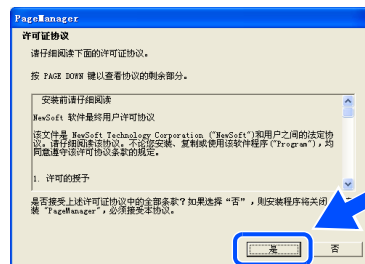 PageManager
许可证协议
请仔细阅读下面的许可证协议。
按 PAGE DOWN 键以查看协议的剩余部分。
安装前请仔细阅读
NewSoft 软件最终用户许可协议
该文件是 NewSoft Technology Corporation ("NewSoft")和用户之间的法定协
议。请仔细阅读该协议。不论您安装、复制或使用该软件程序("Program")，均
同意遵守该许可协议条款的规定。
1. 许可的授予
是否接受上述许可证协议中的全部条款？如果选择“否”，则安装程序将关闭
装 "PageManager"，必须接受本协议。
是
否